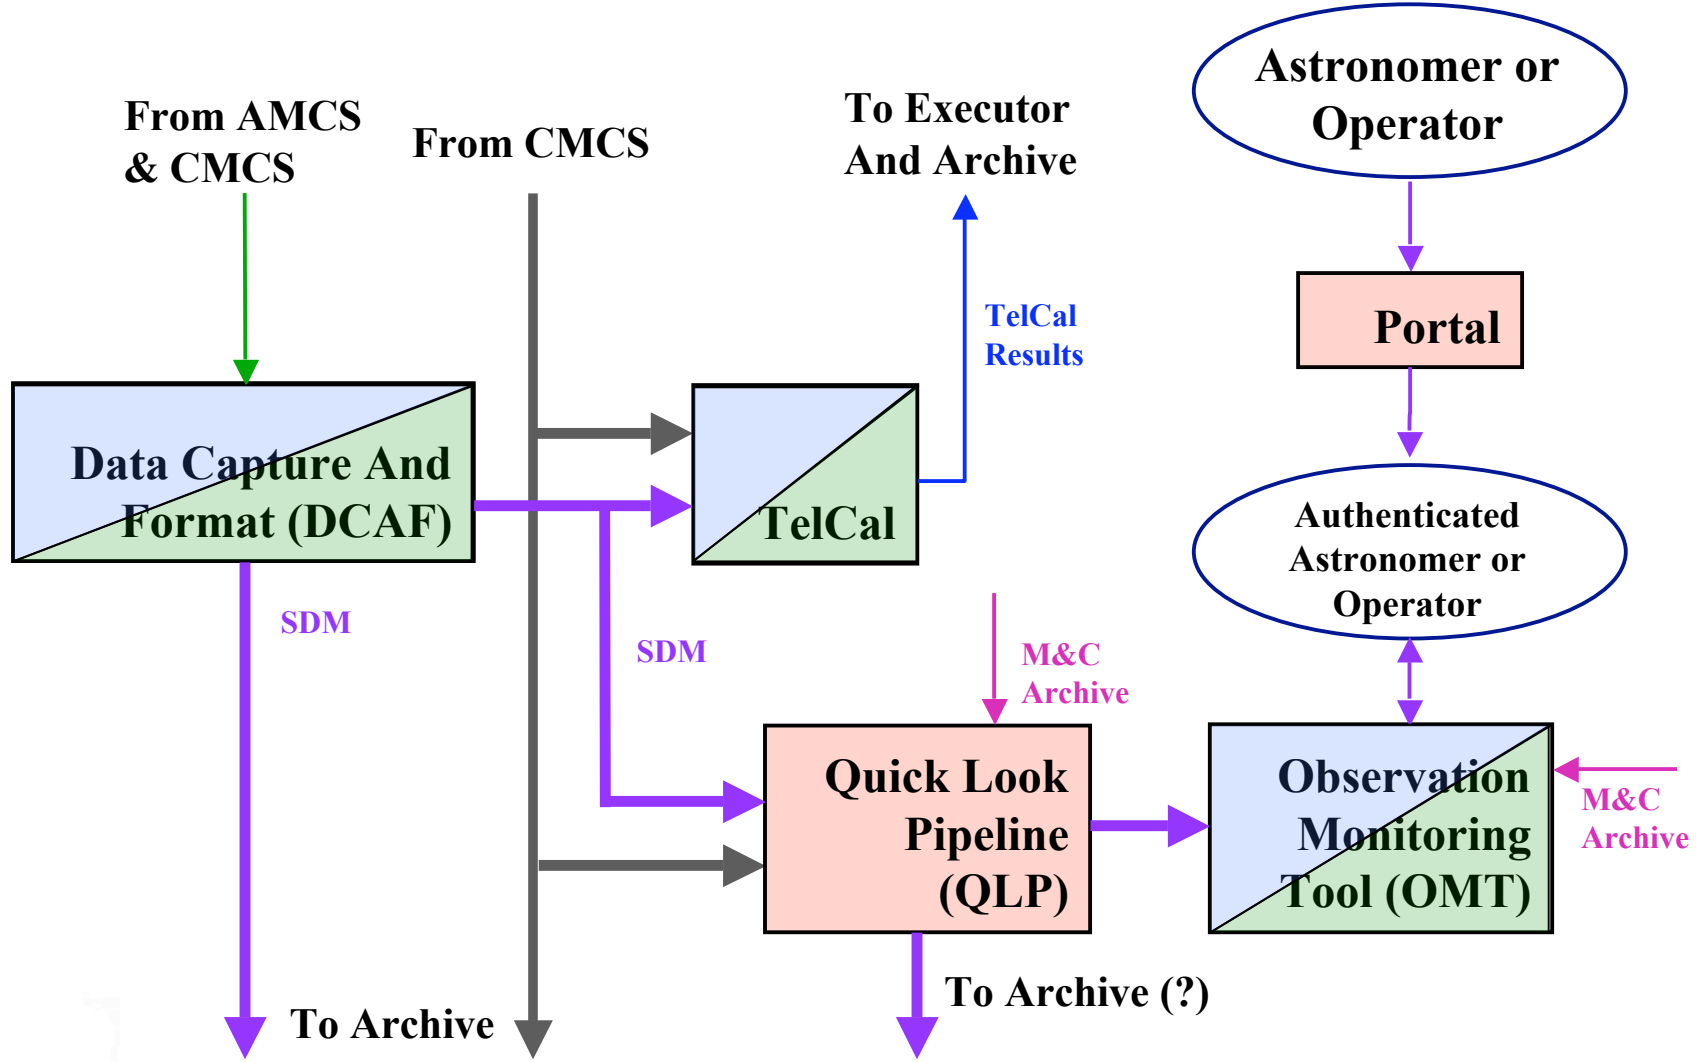 From AMCS
& CMCS
From CMCS
To Executor
And Archive
Astronomer or
Operator
TelCal
Results
Portal
Data Capture And
Format (DCAF)
TelCal
Authenticated
Astronomer or
Operator
SDM
SDM
M&C
Archive
Quick Look
Pipeline
(QLP)
Observation
Monitoring
Tool (OMT)
M&C
Archive
To Archive
To Archive (?)